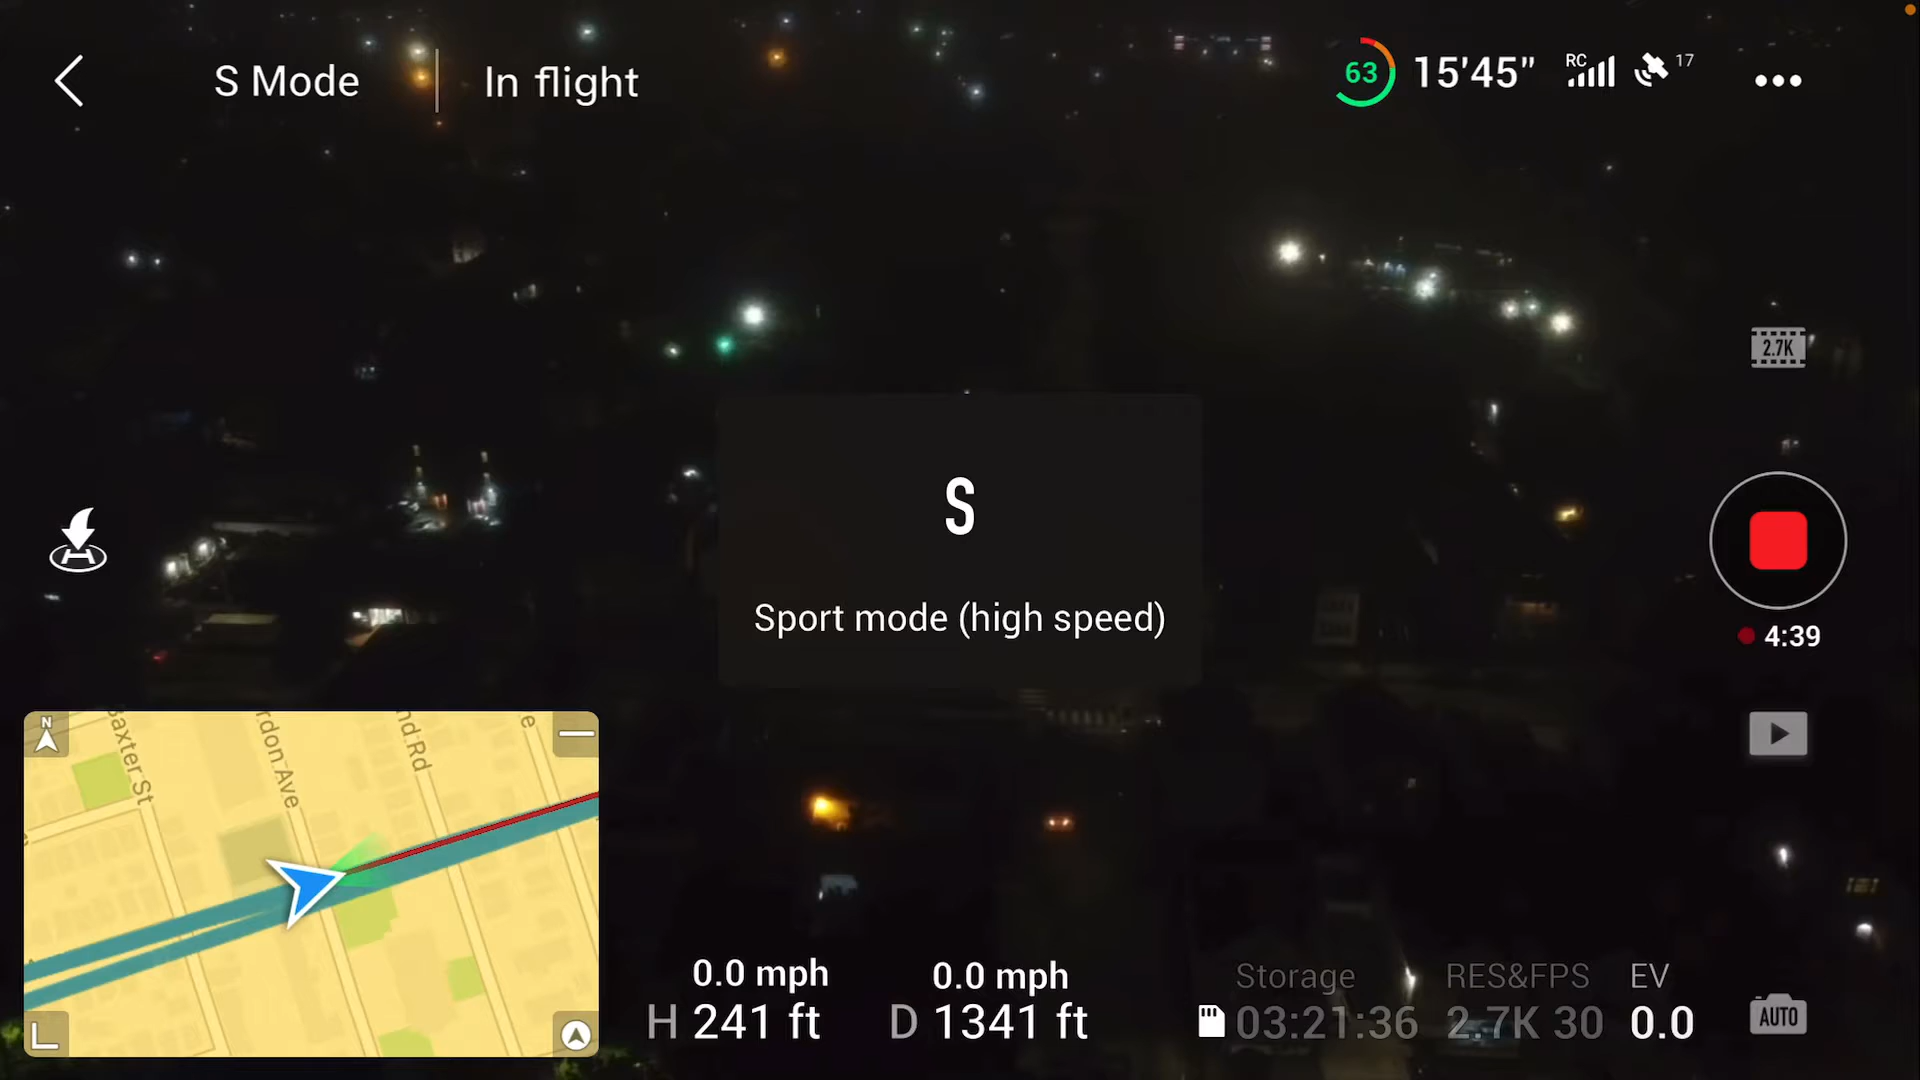 S Mode
In flight
63
15'45"
RC
17
2.7K
S
Sport mode (high speed)
4:39
N
Baxter St
rdon Ave
nd Rd
e
0.0 mph
0.0 mph
H 241 ft
D 1341 ft
Storage
RES&FPS
EV
03:21:36
2.7K 30
0.0
AUTO